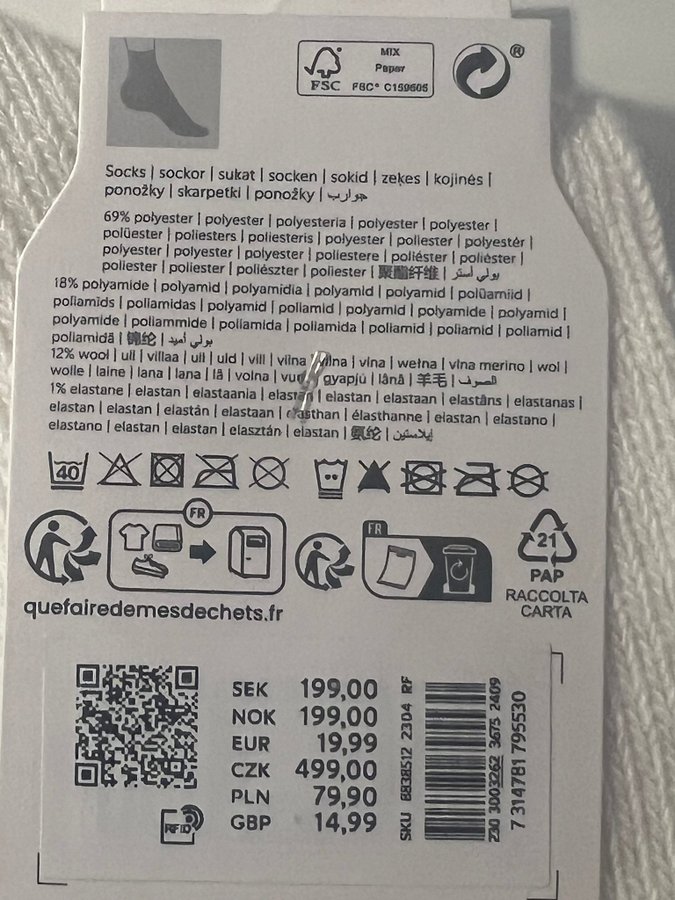 MIX
Paper
FSC
FSC® C159605
®
Socks | sockor | sukat | socken | sokid | zeķes | kojinės |
ponožky | skarpetki | ponožky | جوارب
69% polyester | polyester | polyesteria | polyester | polyester |
polüester | poliesters | poliesteris | polyester | poliester | polyestér |
polyester | polyester | polyester | poliestere | poliéster | poliéster |
poliester | poliester | poliészter | poliester | 聚酯纤维 | بولي أستر
18% polyamide | polyamid | polyamidia | polyamid | polyamid | polüamiid |
poliamīds | poliamidas | polyamid | poliamid | polyamid | polyamide | polyamid |
polyamide | poliammide | poliamida | poliamida | poliamid | poliamid | poliamid |
poliamidă | 锦纶 | بولي أميد
12% wool | ull | villaa | ull | uld | vill | vilna | vilna | vlna | wełna | vlna merino | wol |
wolle | laine | lana | lana | lã | volna | gyapjú | lână | 羊毛 | الصوف
1% elastane | elastan | elastaania | elastan | elastan | elastaan | elastāns | elastanas |
elastan | elastan | elastán | elastaan | elasthan | élasthanne | elastan | elastano |
elastano | elastan | elastan | elasztán | elastan | 氨纶 | إيلاستين
40
FR
FR
21
PAP
RACCOLTA
CARTA
quefairedemesdechets.fr
SEK 199,00
NOK 199,00
EUR 19,99
CZK 499,00
PLN 79,90
GBP 14,99
RFID
SKU 8838512 2304 RF
230 3003262 3675 2409
7 314781 795530